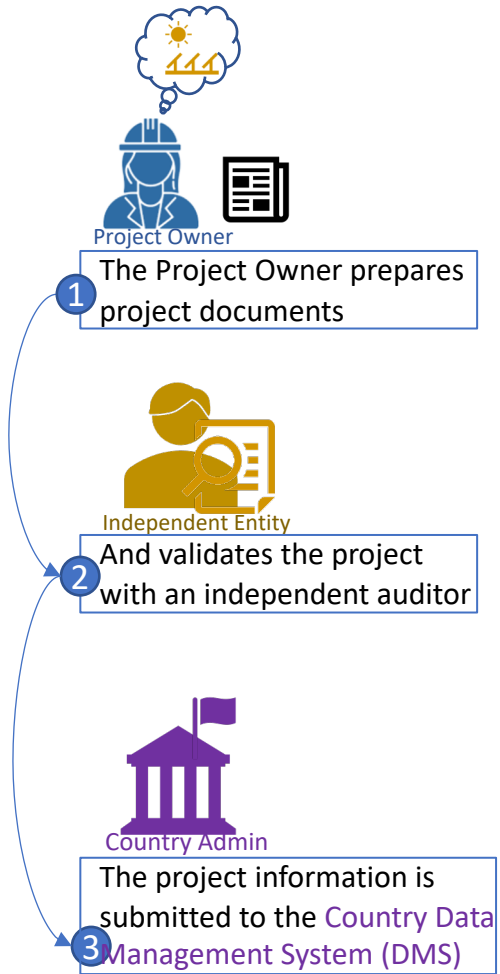 Project Owner
1
The Project Owner prepares
project documents
Independent Entity
2
And validates the project
with an independent auditor
Country Admin
3
The project information is
submitted to the Country Data
Management System (DMS)